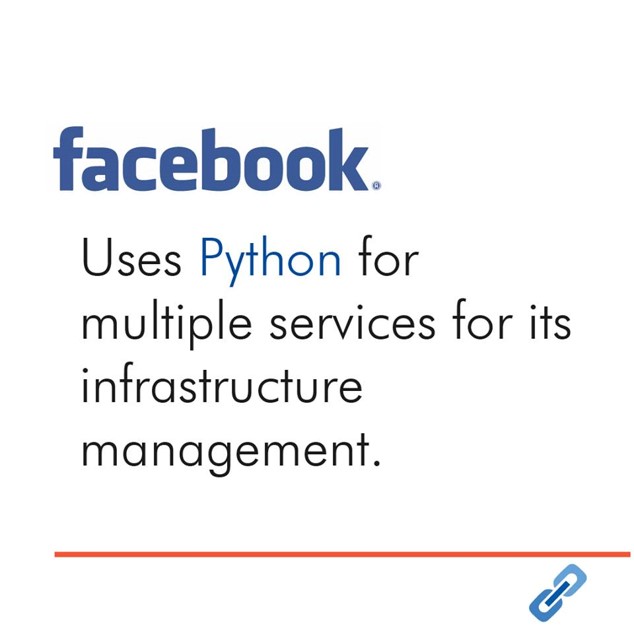 facebook®
Uses Python for
multiple services for its
infrastructure
management.